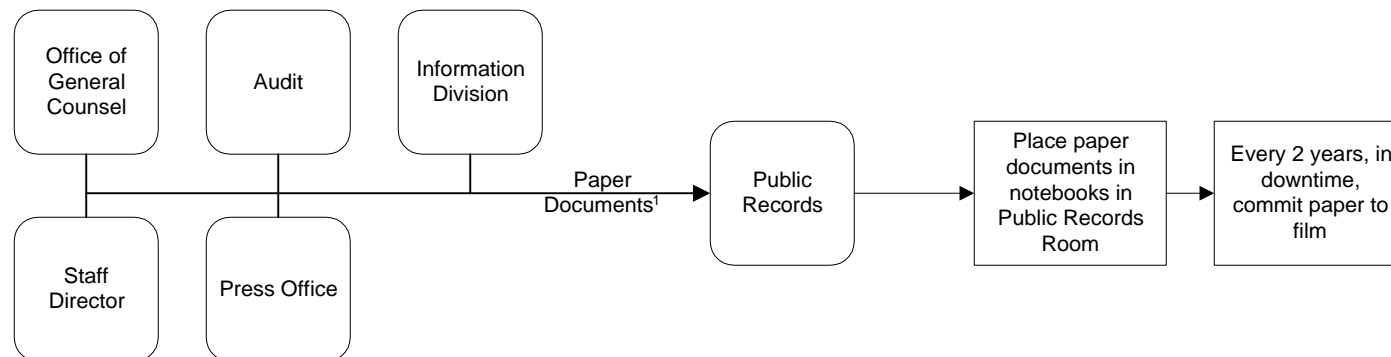 Office of
General
Counsel
Audit
Information
Division
Paper
Documents¹
Public
Records
Place paper
documents in
notebooks in
Public Records
Room
Every 2 years, in
downtime,
commit paper to
film
Staff
Director
Press Office